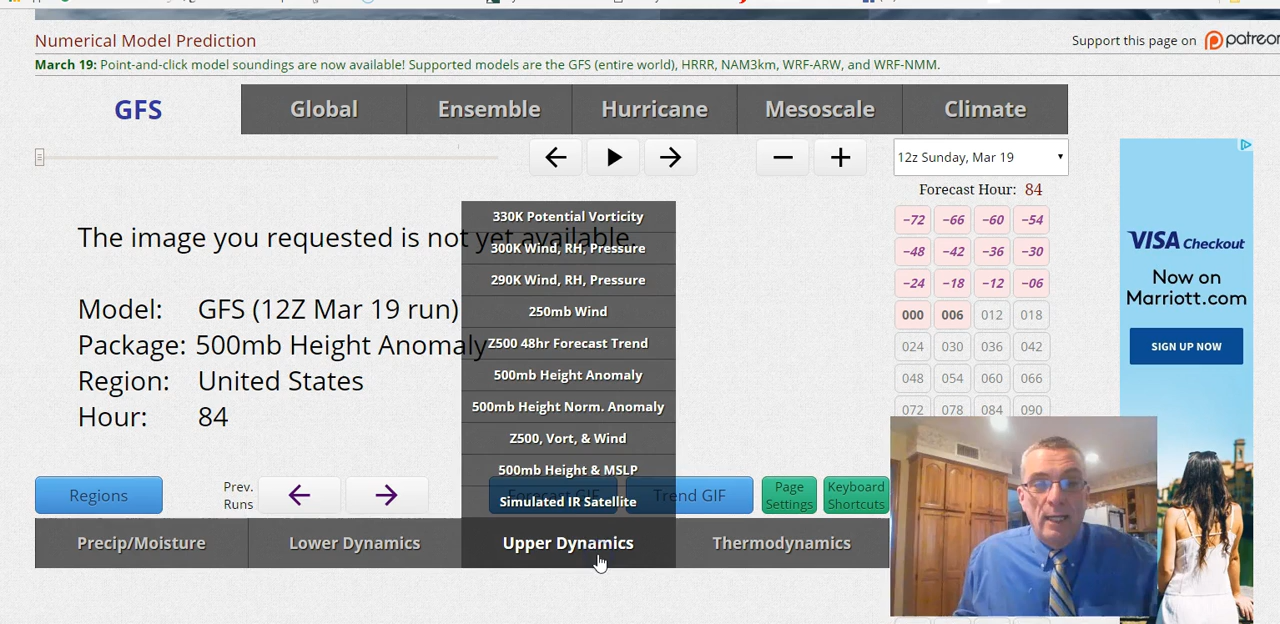 Numerical Model Prediction
Support this page on patreon
March 19: Point-and-click model soundings are now available! Supported models are the GFS (entire world), HRRR, NAM3km, WRF-ARW, and WRF-NMM.
GFS
Global
Ensemble
Hurricane
Mesoscale
Climate
12z Sunday, Mar 19
Forecast Hour: 84
-72 -66 -60 -54
-48 -42 -36 -30
-24 -18 -12 -06
000 006 012 018
024 030 036 042
048 054 060 066
072 078 084 090
The image you requested is not yet available.
Model: GFS (12Z Mar 19 run)
Package: 500mb Height Anomaly
Region: United States
Hour: 84
330K Potential Vorticity
300K Wind, RH, Pressure
290K Wind, RH, Pressure
250mb Wind
Z500 48hr Forecast Trend
500mb Height Anomaly
500mb Height Norm. Anomaly
Z500, Vort, & Wind
500mb Height & MSLP
Simulated IR Satellite
Regions
Prev.
Runs
Forecast GIF
Trend GIF
Page
Settings
Keyboard
Shortcuts
Precip/Moisture
Lower Dynamics
Upper Dynamics
Thermodynamics
VISA Checkout
Now on
Marriott.com
SIGN UP NOW